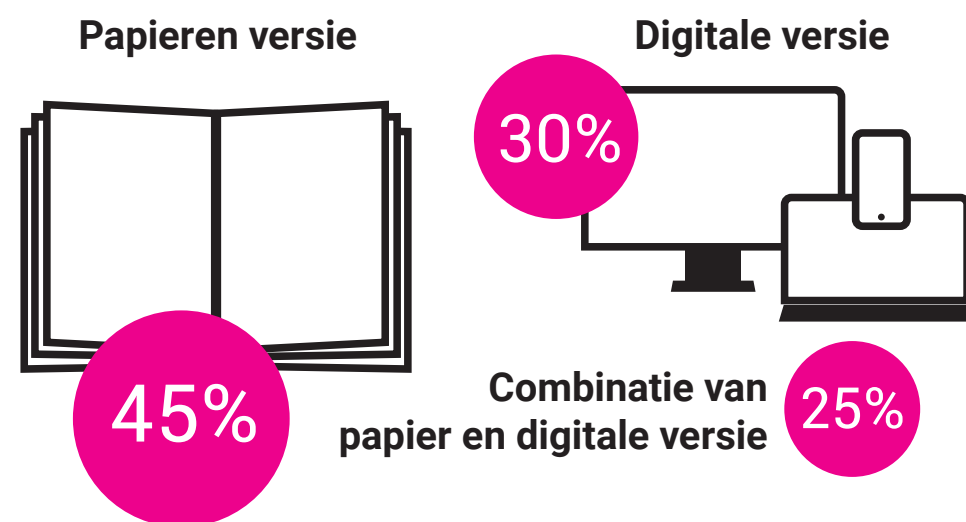 Papieren versie
45%
Digitale versie
30%
Combinatie van
papier en digitale versie
25%